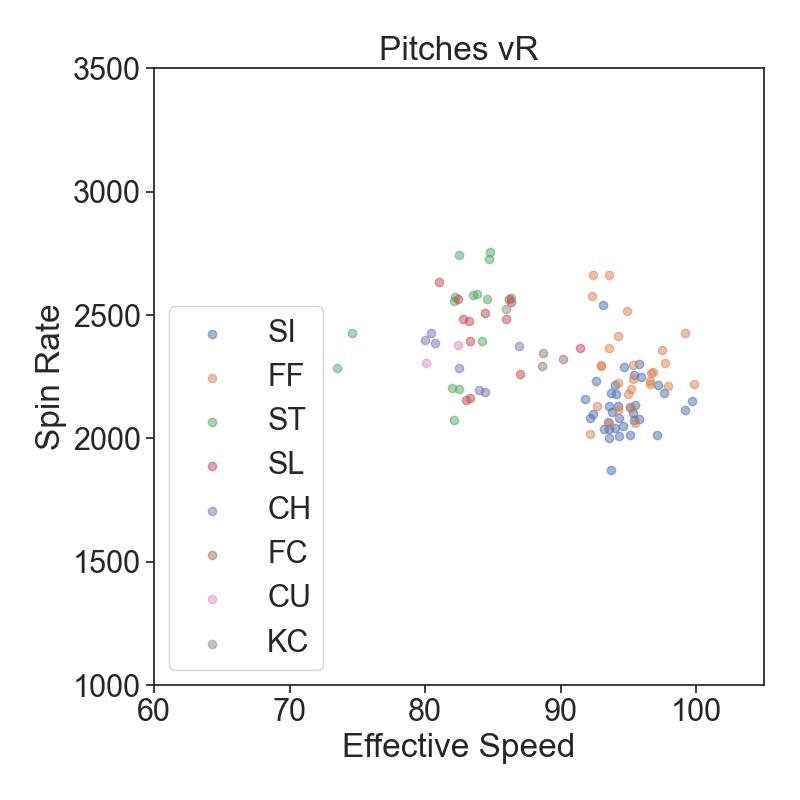 Pitches vR
3500
3000
2500
2000
1500
1000
Spin Rate
SI
FF
ST
SL
CH
FC
CU
KC
60 70 80 90 100
Effective Speed